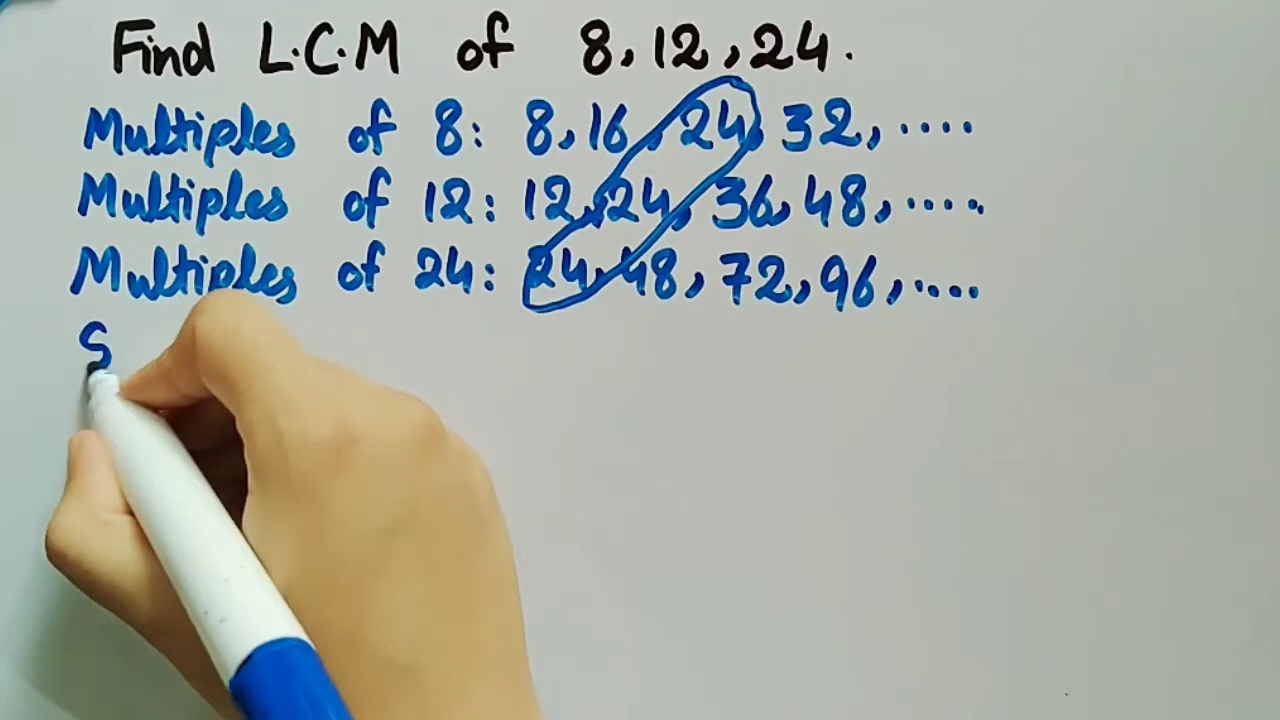 Find L.C.M of 8,12,24.
Multiples of 8: 8,16,24,32,....
Multiples of 12: 12,24,36,48,.....
Multiples of 24: 24,48,72,96,....
S